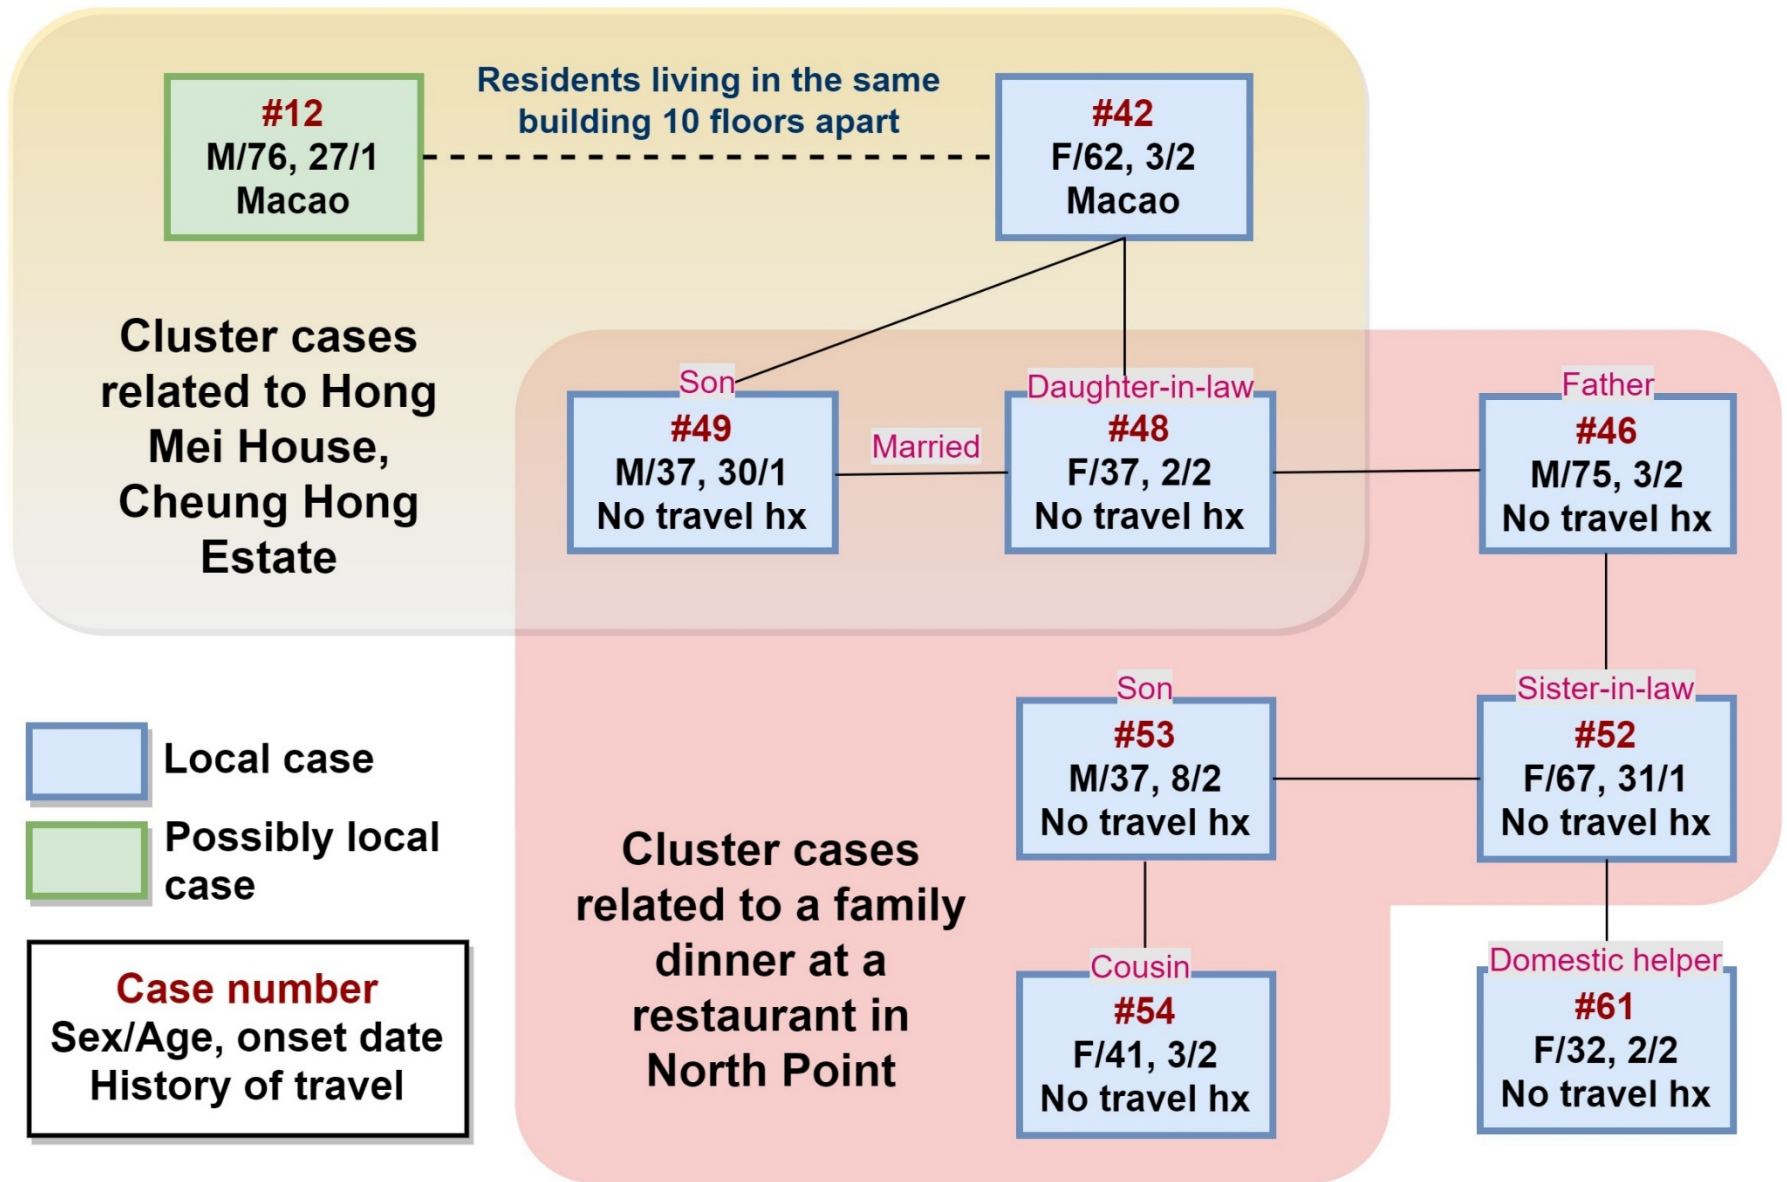 #12
M/76, 27/1
Macao
Residents living in the same
building 10 floors apart
#42
F/62, 3/2
Macao
Cluster cases
related to Hong
Mei House,
Cheung Hong
Estate
Son
#49
M/37, 30/1
No travel hx
Married
Daughter-in-law
#48
F/37, 2/2
No travel hx
Father
#46
M/75, 3/2
No travel hx
Son
#53
M/37, 8/2
No travel hx
Sister-in-law
#52
F/67, 31/1
No travel hx
Cluster cases
related to a family
dinner at a
restaurant in
North Point
Cousin
#54
F/41, 3/2
No travel hx
Domestic helper
#61
F/32, 2/2
No travel hx
Local case
Possibly local
case
Case number
Sex/Age, onset date
History of travel